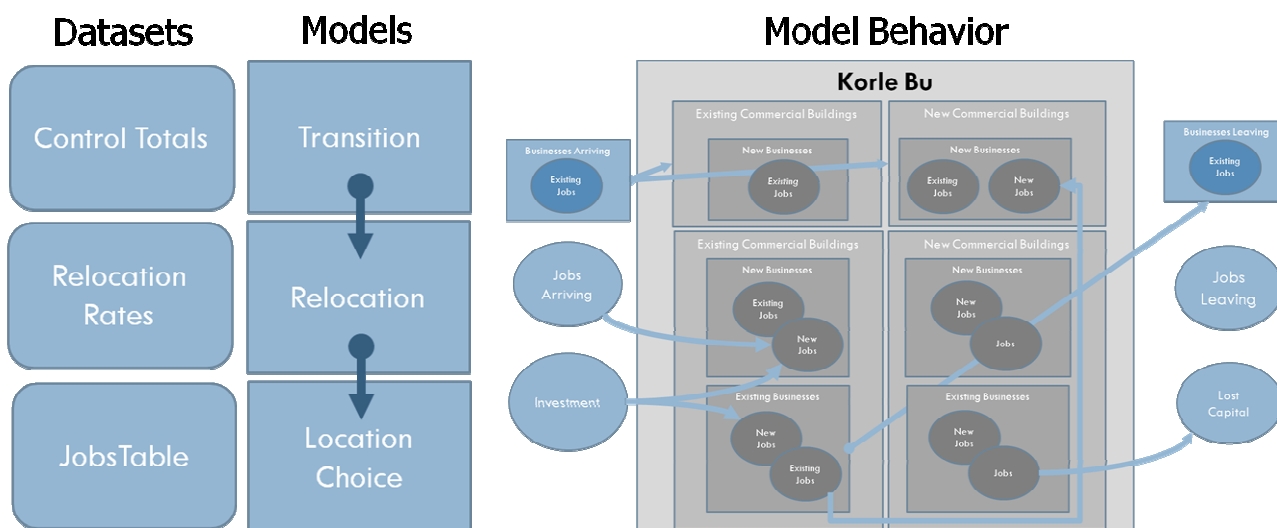 Datasets
Models
Model Behavior
Control Totals
Relocation
Rates
JobsTable
Transition
Relocation
Location
Choice
Korle Bu
Businesses Arriving
Existing
Jobs
Jobs
Arriving
Investment
Existing Commercial Buildings
New Businesses
Existing
Jobs
New Commercial Buildings
New Businesses
Existing
Jobs
New
Jobs
Existing Commercial Buildings
New Businesses
Existing
Jobs
New
Jobs
Existing Businesses
New
Jobs
Existing
Jobs
New Commercial Buildings
New Businesses
New
Jobs
Jobs
Existing Businesses
New
Jobs
Jobs
Businesses Leaving
Existing
Jobs
Jobs
Leaving
Lost
Capital